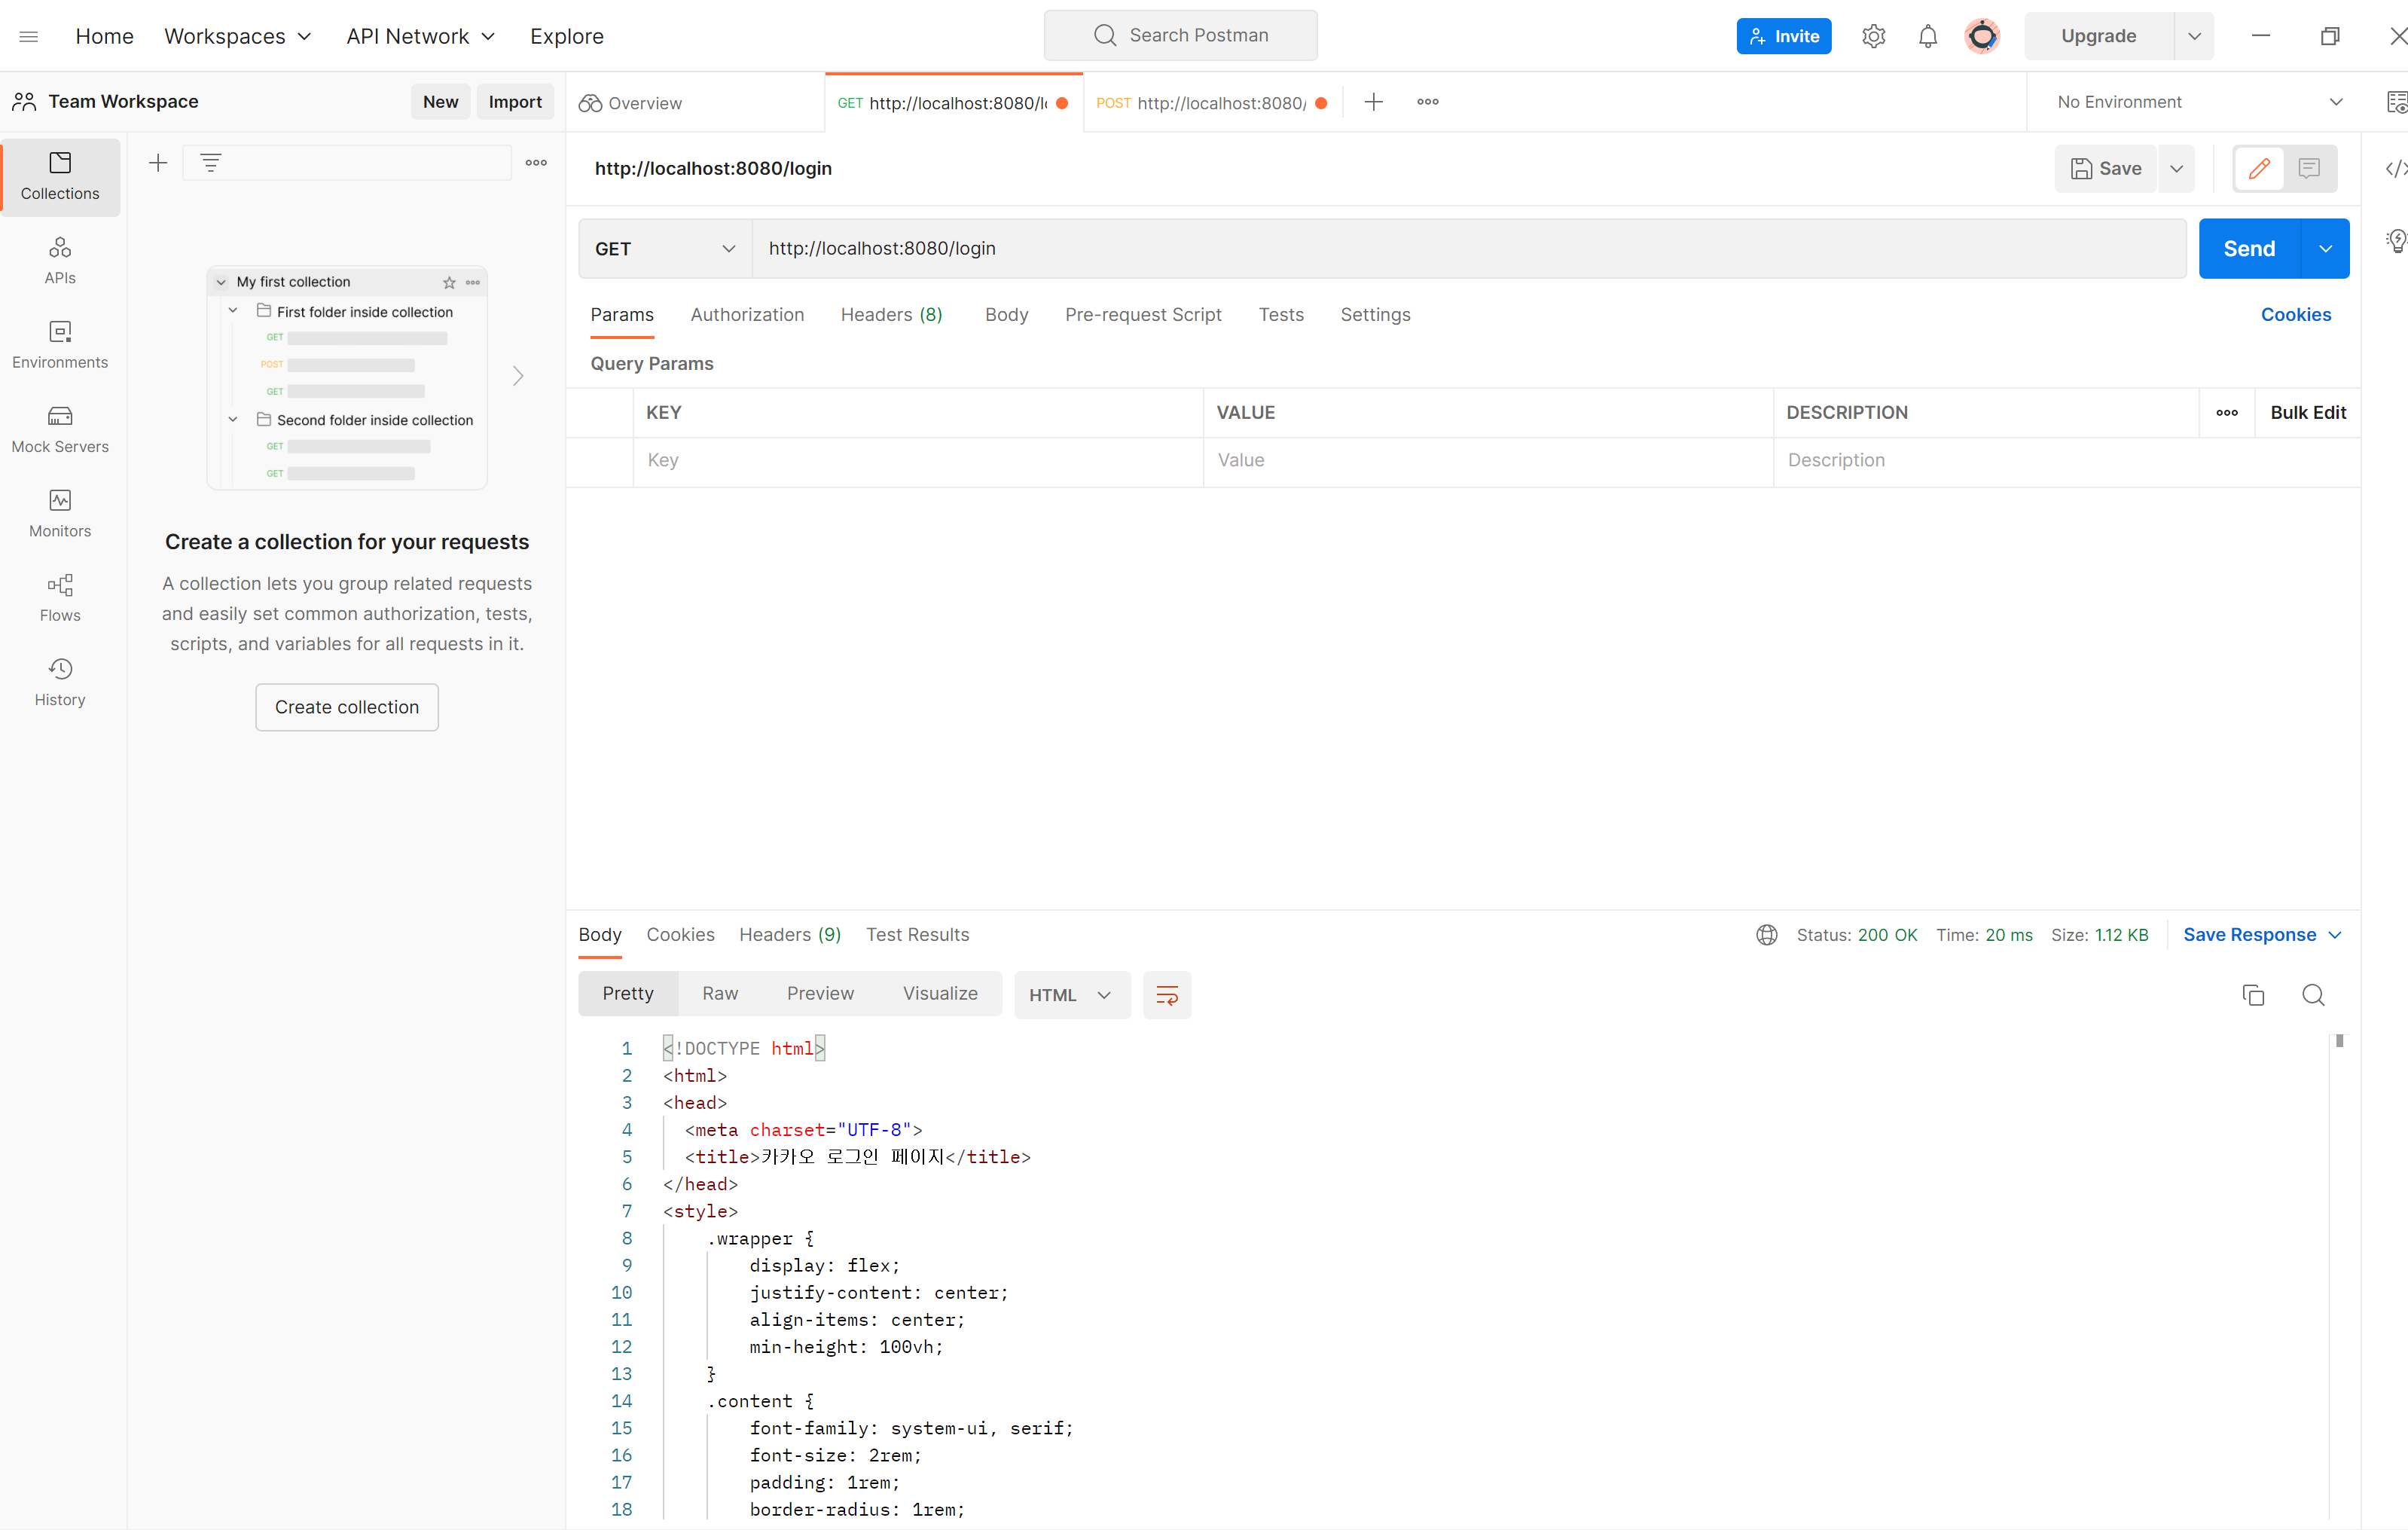 Home Workspaces API Network Explore Search Postman Invite Upgrade
Team Workspace New Import Overview GET http://localhost:8080/l POST http://localhost:8080/ No Environment
Collections
APIs
Environments
Mock Servers
Monitors
Flows
History
My first collection
First folder inside collection
GET
POST
GET
Second folder inside collection
GET
GET
Create a collection for your requests
A collection lets you group related requests
and easily set common authorization, tests,
scripts, and variables for all requests in it.
Create collection
http://localhost:8080/login Save
GET http://localhost:8080/login Send
Params Authorization Headers (8) Body Pre-request Script Tests Settings Cookies
Query Params
KEY VALUE DESCRIPTION Bulk Edit
Key Value Description
Body Cookies Headers (9) Test Results Status: 200 OK Time: 20 ms Size: 1.12 KB Save Response
Pretty Raw Preview Visualize HTML
1 <!DOCTYPE html>
2 <html>
3 <head>
4 <meta charset="UTF-8">
5 <title>카카오 로그인 페이지</title>
6 </head>
7 <style>
8 .wrapper {
9 display: flex;
10 justify-content: center;
11 align-items: center;
12 min-height: 100vh;
13 }
14 .content {
15 font-family: system-ui, serif;
16 font-size: 2rem;
17 padding: 1rem;
18 border-radius: 1rem;